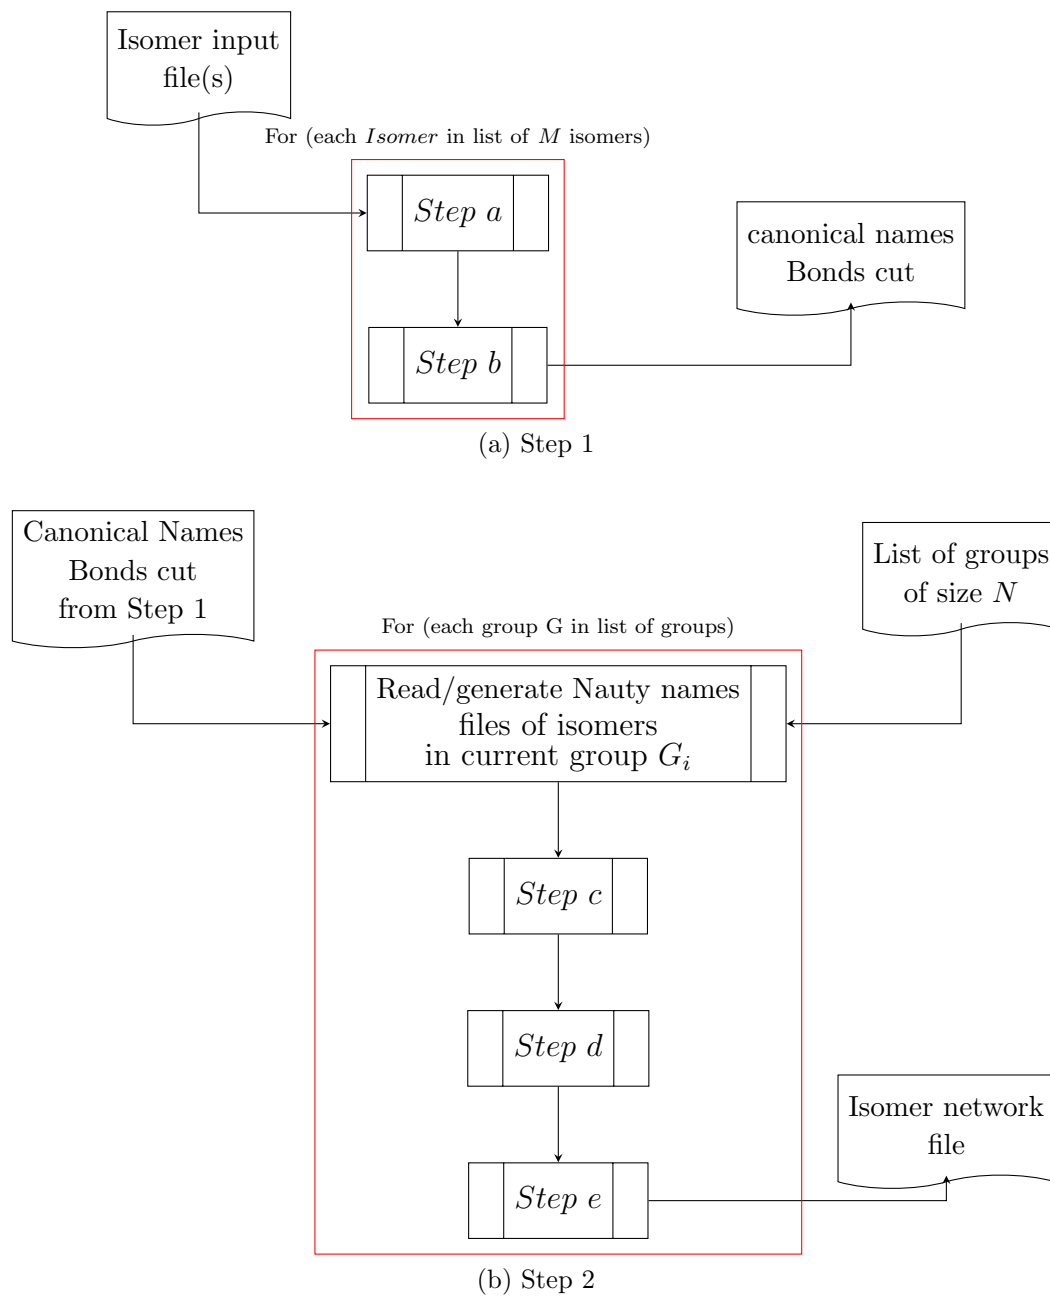 Isomer input
file(s)
For (each Isomer in list of M isomers)
Step a
canonical names
Bonds cut
Step b
(a) Step 1
Canonical Names
Bonds cut
from Step 1
List of groups
of size N
For (each group G in list of groups)
Read/generate Nauty names
files of isomers
in current group G_i
Step c
Step d
Isomer network
file
Step e
(b) Step 2